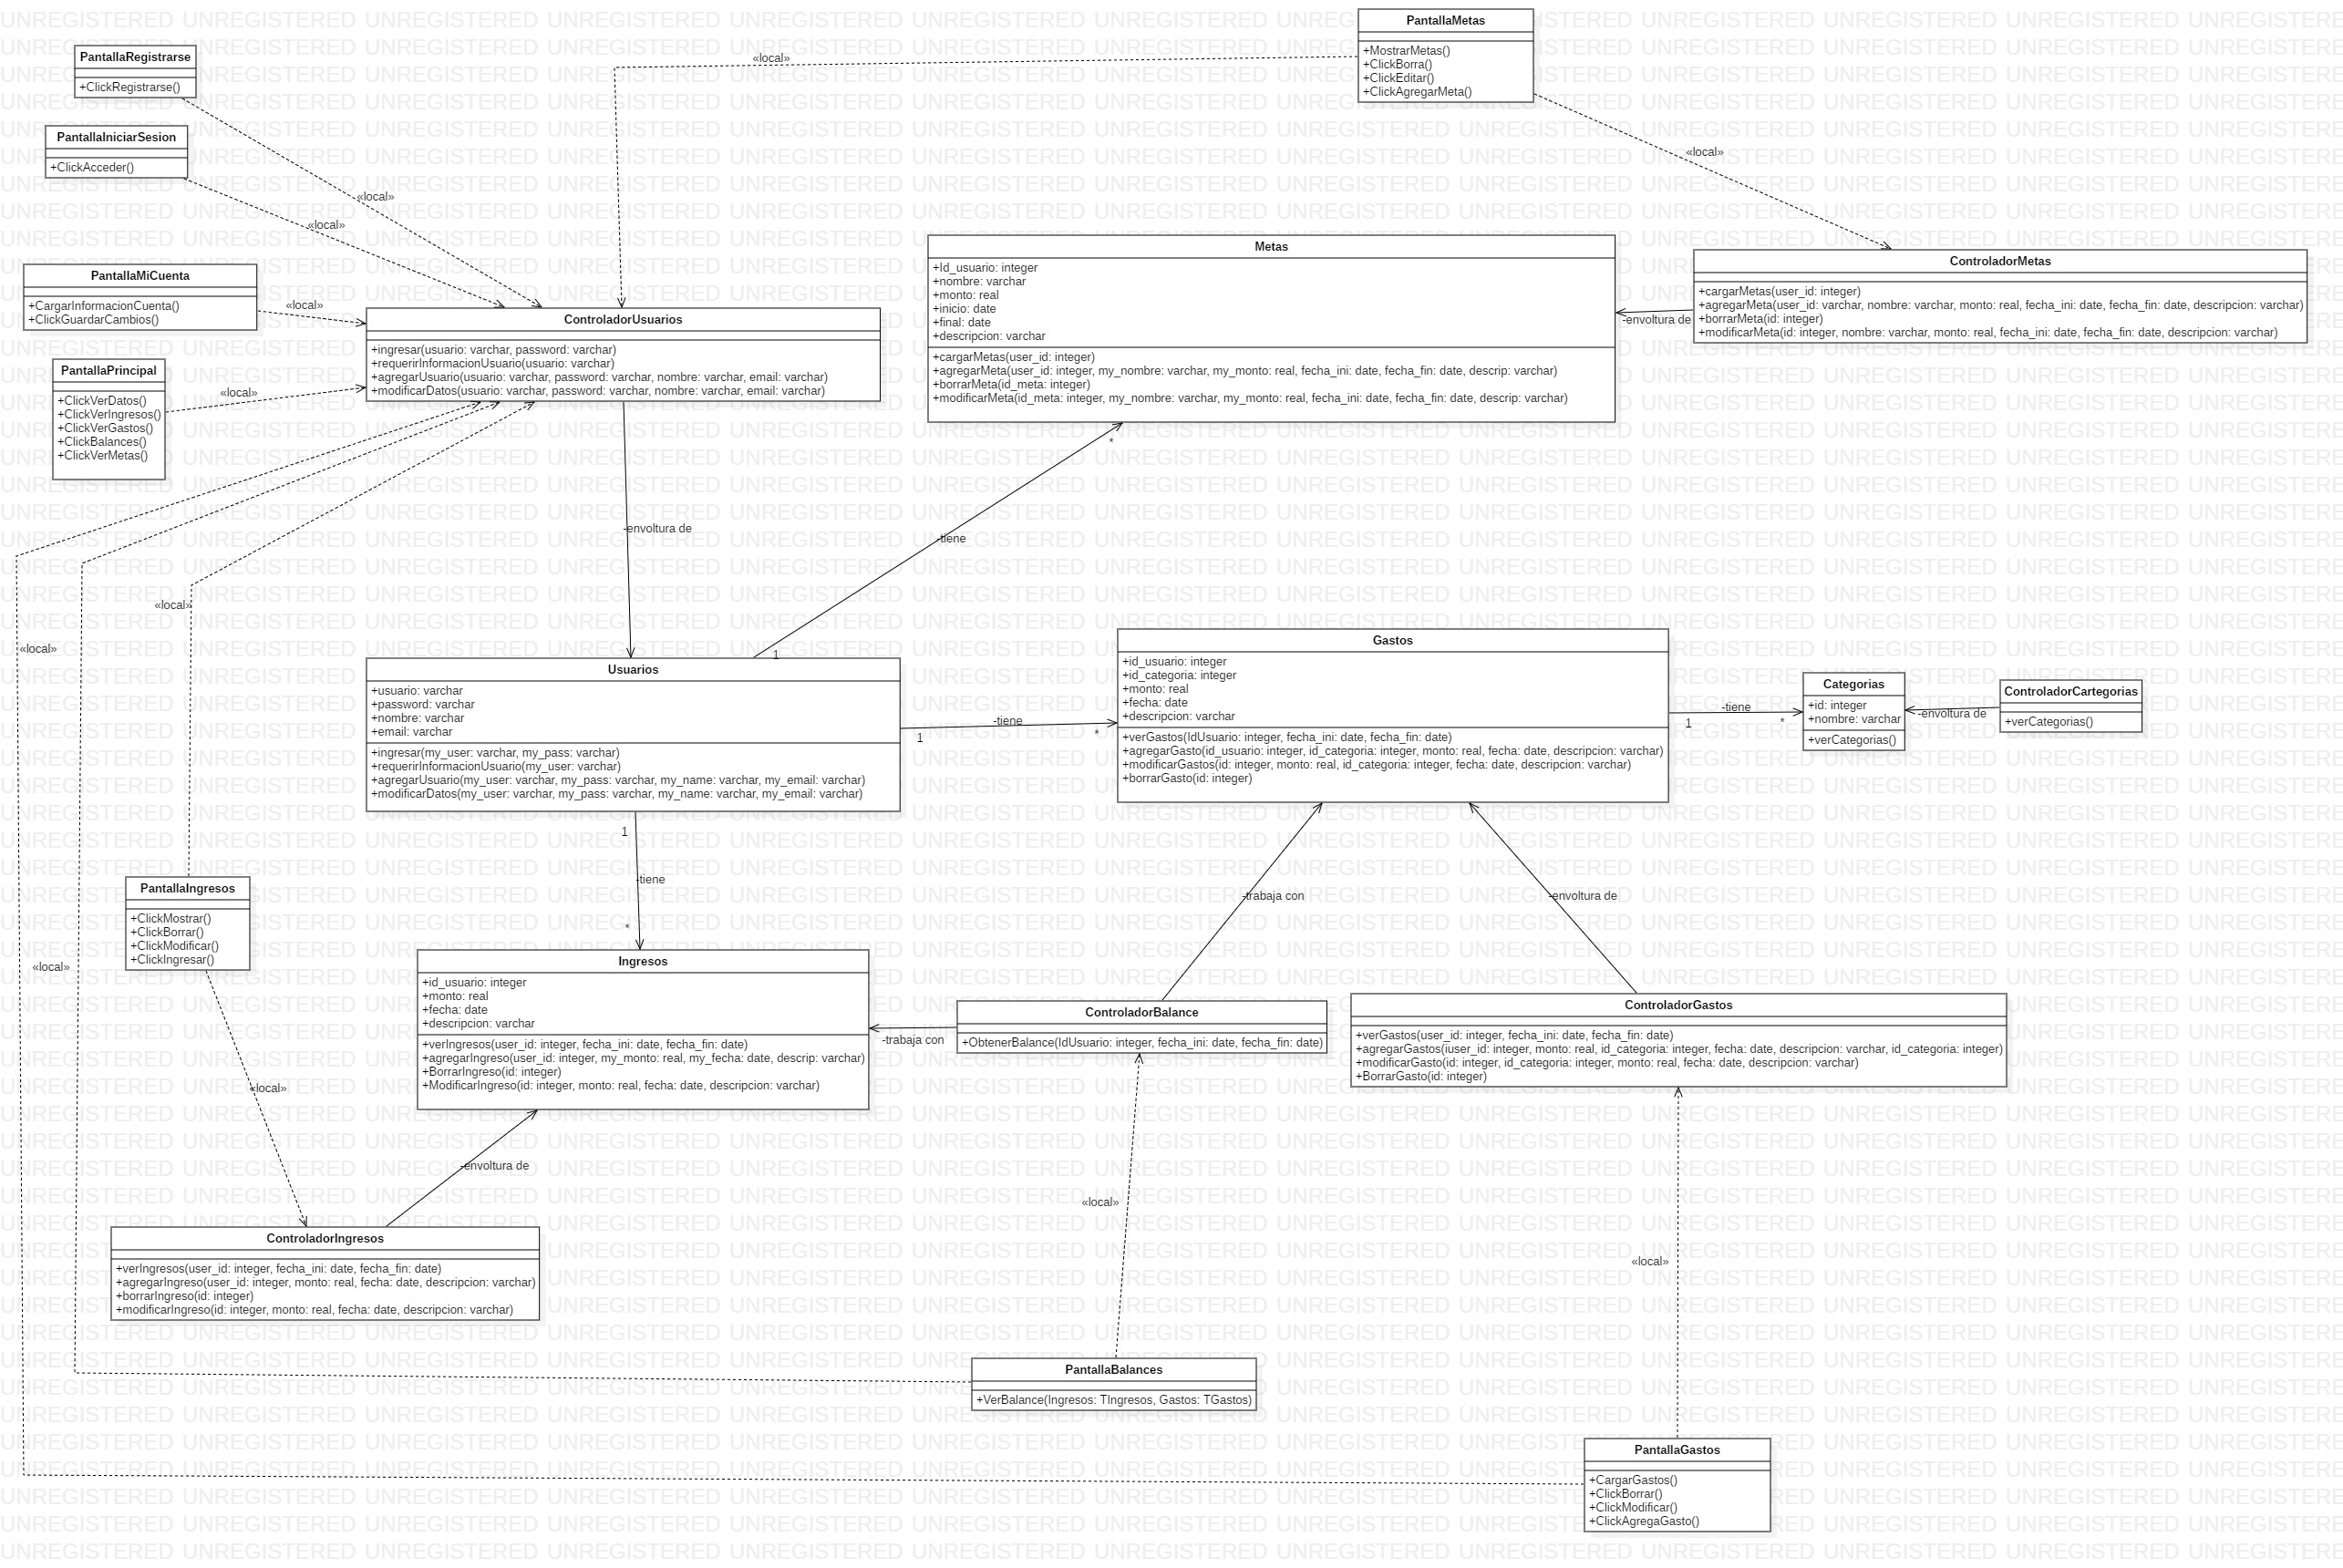 PantallaMetas
+MostrarMetas()
+ClickBorra()
+ClickEditar()
+ClickAgregarMeta()
«local»
«local»
PantallaRegistrarse
+ClickRegistrarse()
«local»
PantallaIniciarSesion
+ClickAcceder()
«local»
PantallaMiCuenta
+CargarInformacionCuenta()
+ClickGuardarCambios()
«local»
PantallaPrincipal
+ClickVerDatos()
+ClickVerIngresos()
+ClickVerGastos()
+ClickBalances()
+ClickVerMetas()
«local»
ControladorUsuarios
+ingresar(usuario: varchar, password: varchar)
+requerirInformacionUsuario(usuario: varchar)
+agregarUsuario(usuario: varchar, password: varchar, nombre: varchar, email: varchar)
+modificarDatos(usuario: varchar, password: varchar, nombre: varchar, email: varchar)
Metas
+Id_usuario: integer
+nombre: varchar
+monto: real
+inicio: date
+final: date
+descripcion: varchar
+cargarMetas(user_id: integer)
+agregarMeta(user_id: integer, my_nombre: varchar, my_monto: real, fecha_ini: date, fecha_fin: date, descrip: varchar)
+borrarMeta(id_meta: integer)
+modificarMeta(id_meta: integer, my_nombre: varchar, my_monto: real, fecha_ini: date, fecha_fin: date, descrip: varchar)
-envoltura de
ControladorMetas
+cargarMetas(user_id: integer)
+agregarMeta(user_id: varchar, nombre: varchar, monto: real, fecha_ini: date, fecha_fin: date, descripcion: varchar)
+borrarMeta(id: integer)
+modificarMeta(id: integer, nombre: varchar, monto: real, fecha_ini: date, fecha_fin: date, descripcion: varchar)
*
-envoltura de
-tiene
1
«local»
«local»
«local»
Usuarios
+usuario: varchar
+password: varchar
+nombre: varchar
+email: varchar
+ingresar(my_user: varchar, my_pass: varchar)
+requerirInformacionUsuario(my_user: varchar)
+agregarUsuario(my_user: varchar, my_pass: varchar, my_name: varchar, my_email: varchar)
+modificarDatos(my_user: varchar, my_pass: varchar, my_name: varchar, my_email: varchar)
-tiene
1
*
Gastos
+id_usuario: integer
+id_categoria: integer
+monto: real
+fecha: date
+descripcion: varchar
+verGastos(IdUsuario: integer, fecha_ini: date, fecha_fin: date)
+agregarGasto(id_usuario: integer, id_categoria: integer, monto: real, fecha: date, descripcion: varchar)
+modificarGastos(id: integer, monto: real, id_categoria: integer, fecha: date, descripcion: varchar)
+borrarGasto(id: integer)
-tiene
1
*
Categorias
+id: integer
+nombre: varchar
+verCategorias()
-envoltura de
ControladorCartegorias
+verCategorias()
1
-tiene
*
PantallaIngresos
+ClickMostrar()
+ClickBorrar()
+ClickModificar()
+ClickIngresar()
«local»
Ingresos
+id_usuario: integer
+monto: real
+fecha: date
+descripcion: varchar
+verIngresos(user_id: integer, fecha_ini: date, fecha_fin: date)
+agregarIngreso(user_id: integer, my_monto: real, my_fecha: date, descrip: varchar)
+BorrarIngreso(id: integer)
+ModificarIngreso(id: integer, monto: real, fecha: date, descripcion: varchar)
-trabaja con
-trabaja con
-envoltura de
ControladorBalance
+ObtenerBalance(IdUsuario: integer, fecha_ini: date, fecha_fin: date)
ControladorGastos
+verGastos(user_id: integer, fecha_ini: date, fecha_fin: date)
+agregarGastos(iuser_id: integer, monto: real, id_categoria: integer, fecha: date, descripcion: varchar, id_categoria: integer)
+modificarGasto(id: integer, id_categoria: integer, monto: real, fecha: date, descripcion: varchar)
+BorrarGasto(id: integer)
-envoltura de
ControladorIngresos
+verIngresos(user_id: integer, fecha_ini: date, fecha_fin: date)
+agregarIngreso(user_id: integer, monto: real, fecha: date, descripcion: varchar)
+borrarIngreso(id: integer)
+modificarIngreso(id: integer, monto: real, fecha: date, descripcion: varchar)
«local»
«local»
PantallaBalances
+VerBalance(Ingresos: TIngresos, Gastos: TGastos)
PantallaGastos
+CargarGastos()
+ClickBorrar()
+ClickModificar()
+ClickAgregaGasto()